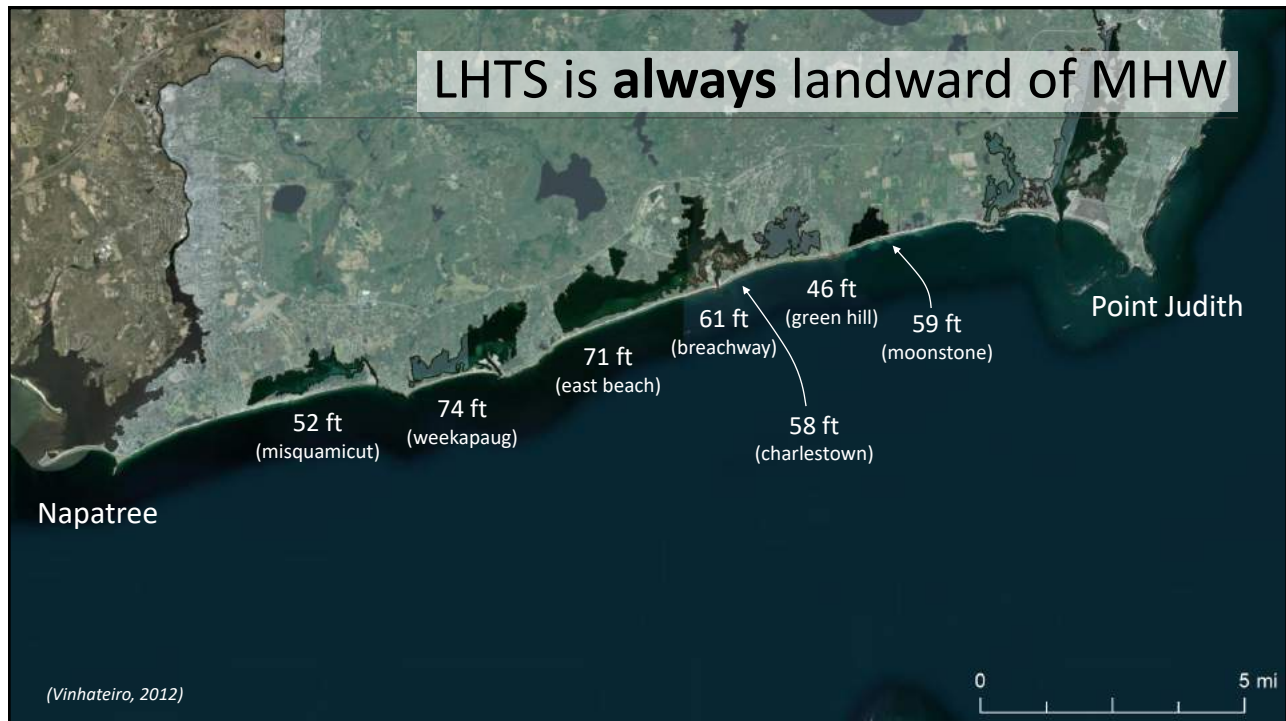 LHTS is always landward of MHW
46 ft
(green hill)
Point Judith
61 ft
(breachway)
59 ft
(moonstone)
71 ft
(east beach)
74 ft
(weekapaug)
52 ft
(misquamicut)
58 ft
(charlestown)
Napatree
(Vinhateiro, 2012)
0 5 mi